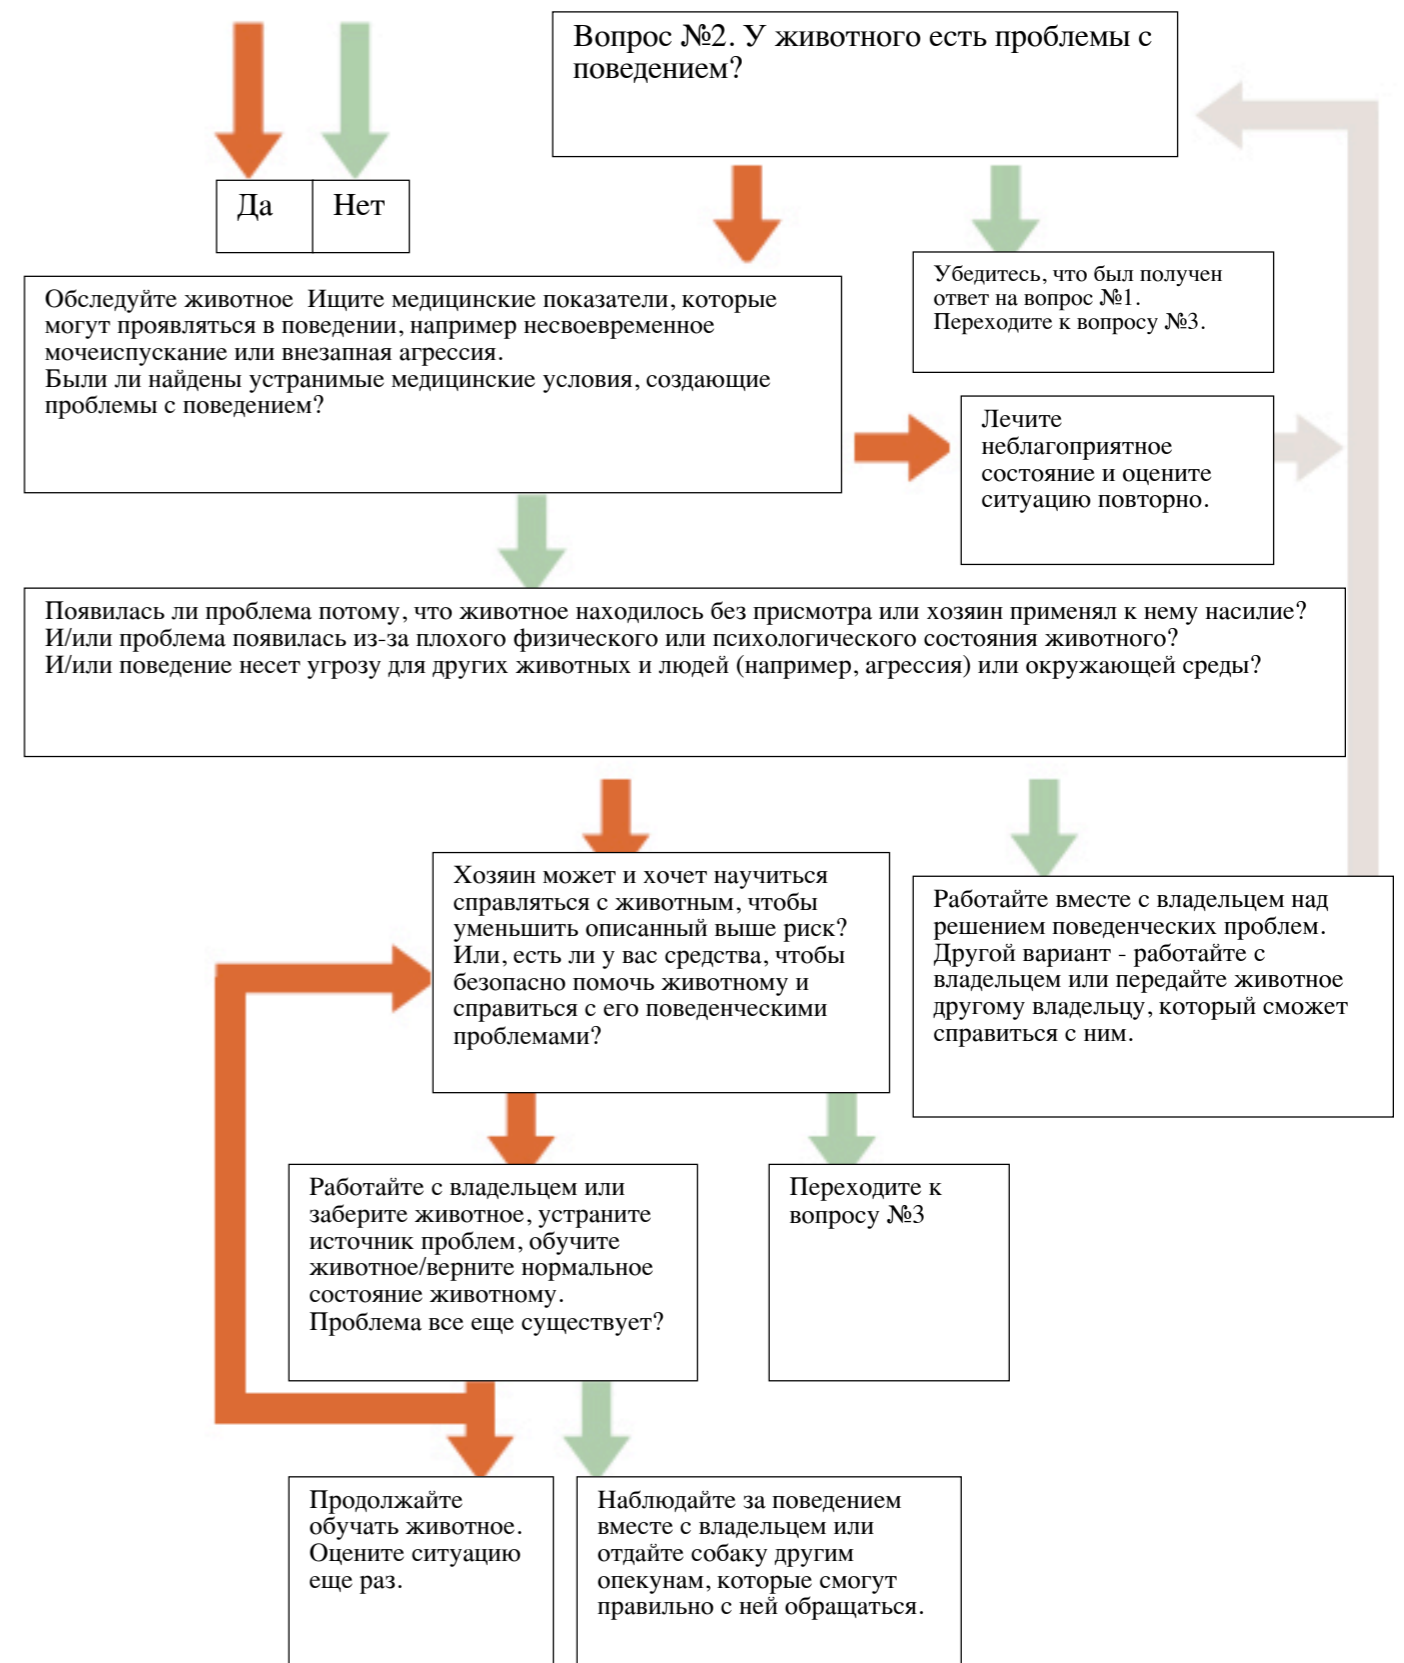 Вопрос №2. У животного есть проблемы с
поведением?
Да
Нет
Обследуйте животное  Ищите медицинские показатели, которые
могут проявляться в поведении, например несвоевременное
мочеиспускание или внезапная агрессия.
Были ли найдены устранимые медицинские условия, создающие
проблемы с поведением?
Убедитесь, что был получен
ответ на вопрос №1.
Переходите к вопросу №3.
Лечите
неблагоприятное
состояние и оцените
ситуацию повторно.
Появилась ли проблема потому, что животное находилось без присмотра или хозяин применял к нему насилие?
И/или проблема появилась из-за плохого физического или психологического состояния животного?
И/или поведение несет угрозу для других животных и людей (например, агрессия) или окружающей среды?
Хозяин может и хочет научиться
справляться с животным, чтобы
уменьшить описанный выше риск?
Или, есть ли у вас средства, чтобы
безопасно помочь животному и
справиться с его поведенческими
проблемами?
Работайте вместе с владельцем над
решением поведенческих проблем.
Другой вариант - работайте с
владельцем или передайте животное
другому владельцу, который сможет
справиться с ним.
Работайте с владельцем или
заберите животное, устраните
источник проблем, обучите
животное/верните нормальное
состояние животному.
Проблема все еще существует?
Переходите к
вопросу №3
Продолжайте
обучать животное.
Оцените ситуацию
еще раз.
Наблюдайте за поведением
вместе с владельцем или
отдайте собаку другим
опекунам, которые смогут
правильно с ней обращаться.